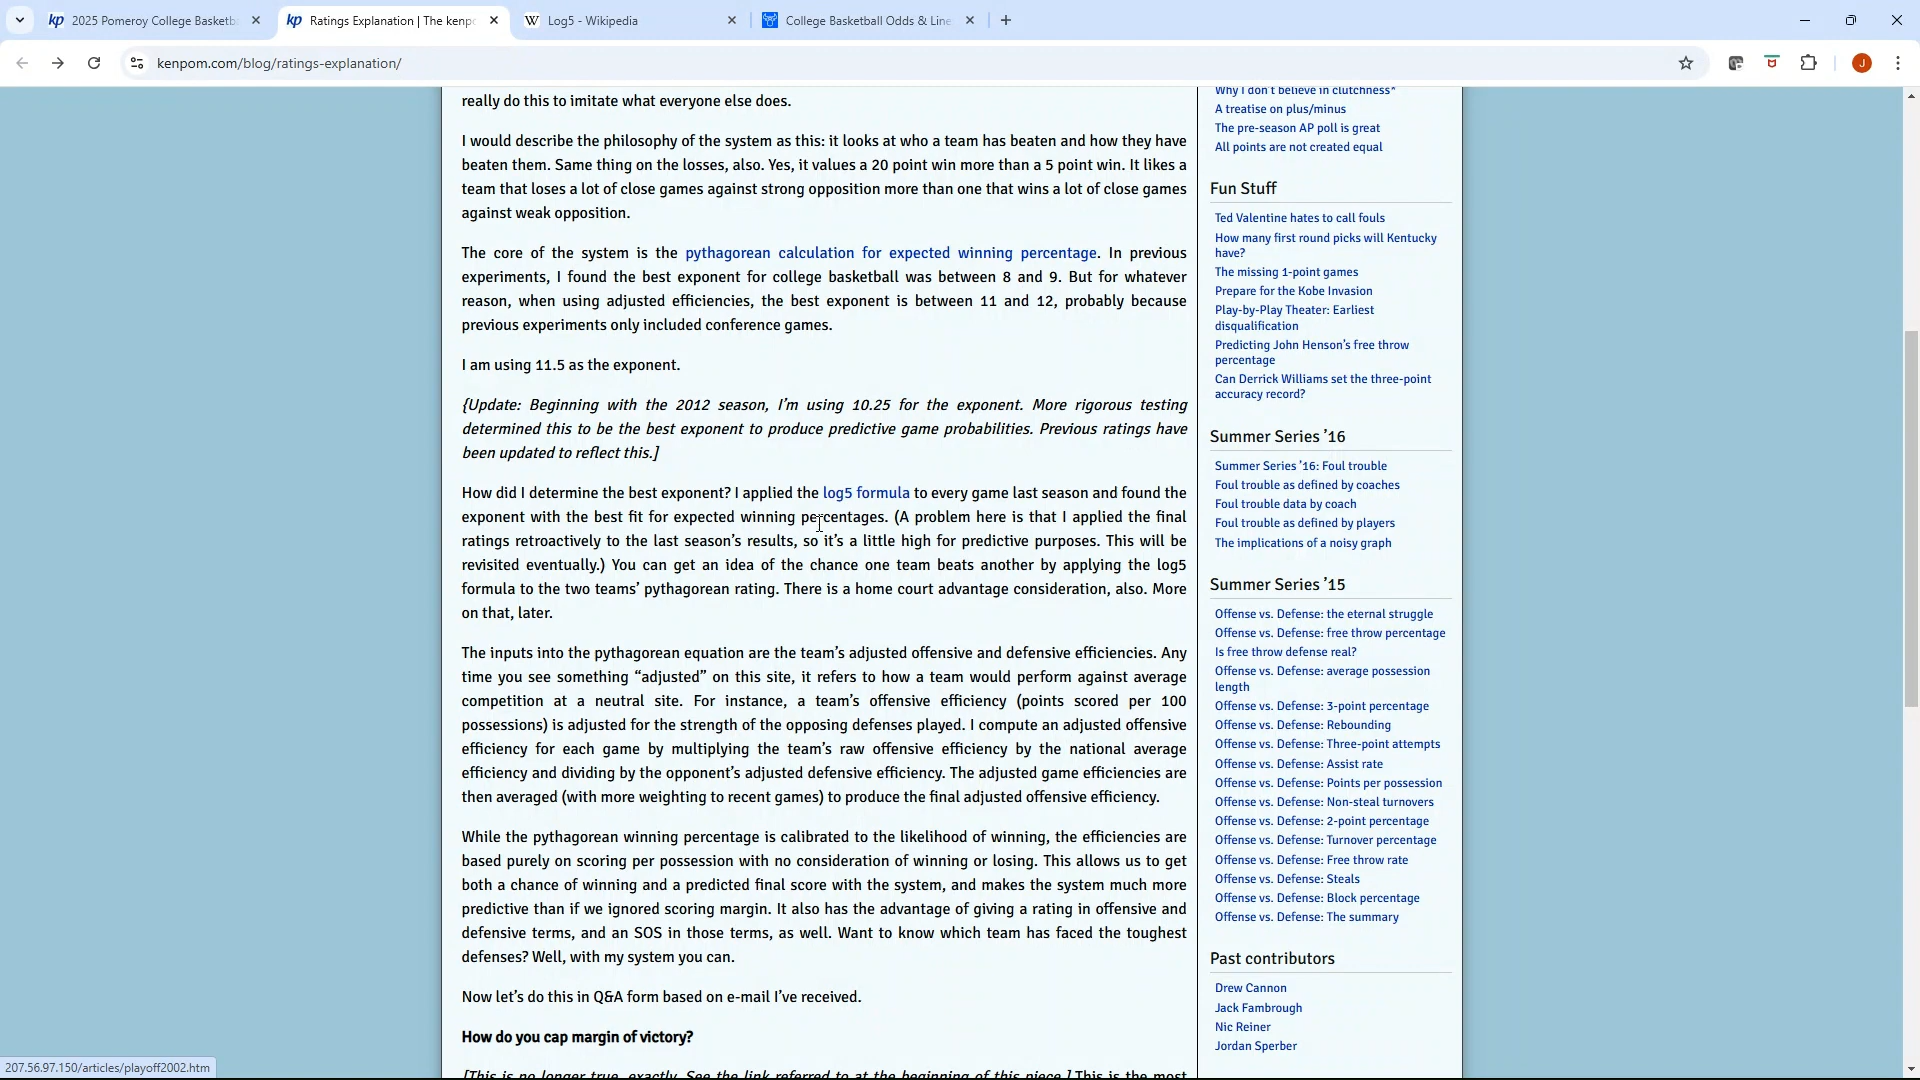 2025 Pomeroy College Basketb
Ratings Explanation | The kenpo
Log5 - Wikipedia
College Basketball Odds & Line
kenpom.com/blog/ratings-explanation/
J
really do this to imitate what everyone else does.
I would describe the philosophy of the system as this: it looks at who a team has beaten and how they have
beaten them. Same thing on the losses, also. Yes, it values a 20 point win more than a 5 point win. It likes a
team that loses a lot of close games against strong opposition more than one that wins a lot of close games
against weak opposition.
The core of the system is the pythagorean calculation for expected winning percentage. In previous
experiments, I found the best exponent for college basketball was between 8 and 9. But for whatever
reason, when using adjusted efficiencies, the best exponent is between 11 and 12, probably because
previous experiments only included conference games.
I am using 11.5 as the exponent.
{Update: Beginning with the 2012 season, I’m using 10.25 for the exponent. More rigorous testing
determined this to be the best exponent to produce predictive game probabilities. Previous ratings have
been updated to reflect this.]
How did I determine the best exponent? I applied the log5 formula to every game last season and found the
exponent with the best fit for expected winning percentages. (A problem here is that I applied the final
ratings retroactively to the last season’s results, so it’s a little high for predictive purposes. This will be
revisited eventually.) You can get an idea of the chance one team beats another by applying the log5
formula to the two teams’ pythagorean rating. There is a home court advantage consideration, also. More
on that, later.
The inputs into the pythagorean equation are the team’s adjusted offensive and defensive efficiencies. Any
time you see something “adjusted” on this site, it refers to how a team would perform against average
competition at a neutral site. For instance, a team’s offensive efficiency (points scored per 100
possessions) is adjusted for the strength of the opposing defenses played. I compute an adjusted offensive
efficiency for each game by multiplying the team’s raw offensive efficiency by the national average
efficiency and dividing by the opponent’s adjusted defensive efficiency. The adjusted game efficiencies are
then averaged (with more weighting to recent games) to produce the final adjusted offensive efficiency.
While the pythagorean winning percentage is calibrated to the likelihood of winning, the efficiencies are
based purely on scoring per possession with no consideration of winning or losing. This allows us to get
both a chance of winning and a predicted final score with the system, and makes the system much more
predictive than if we ignored scoring margin. It also has the advantage of giving a rating in offensive and
defensive terms, and an SOS in those terms, as well. Want to know which team has faced the toughest
defenses? Well, with my system you can.
Now let’s do this in Q&A form based on e-mail I’ve received.
How do you cap margin of victory?
[This is no longer true, exactly. See the link referred to at the beginning of this piece.] This is the most
Why I don’t believe in clutchness*
A treatise on plus/minus
The pre-season AP poll is great
All points are not created equal
Fun Stuff
Ted Valentine hates to call fouls
How many first round picks will Kentucky
have?
The missing 1-point games
Prepare for the Kobe Invasion
Play-by-Play Theater: Earliest
disqualification
Predicting John Henson’s free throw
percentage
Can Derrick Williams set the three-point
accuracy record?
Summer Series ’16
Summer Series ’16: Foul trouble
Foul trouble as defined by coaches
Foul trouble data by coach
Foul trouble as defined by players
The implications of a noisy graph
Summer Series ’15
Offense vs. Defense: the eternal struggle
Offense vs. Defense: free throw percentage
Is free throw defense real?
Offense vs. Defense: average possession
length
Offense vs. Defense: 3-point percentage
Offense vs. Defense: Rebounding
Offense vs. Defense: Three-point attempts
Offense vs. Defense: Assist rate
Offense vs. Defense: Points per possession
Offense vs. Defense: Non-steal turnovers
Offense vs. Defense: 2-point percentage
Offense vs. Defense: Turnover percentage
Offense vs. Defense: Free throw rate
Offense vs. Defense: Steals
Offense vs. Defense: Block percentage
Offense vs. Defense: The summary
Past contributors
Drew Cannon
Jack Fambrough
Nic Reiner
Jordan Sperber
207.56.97.150/articles/playoff2002.htm